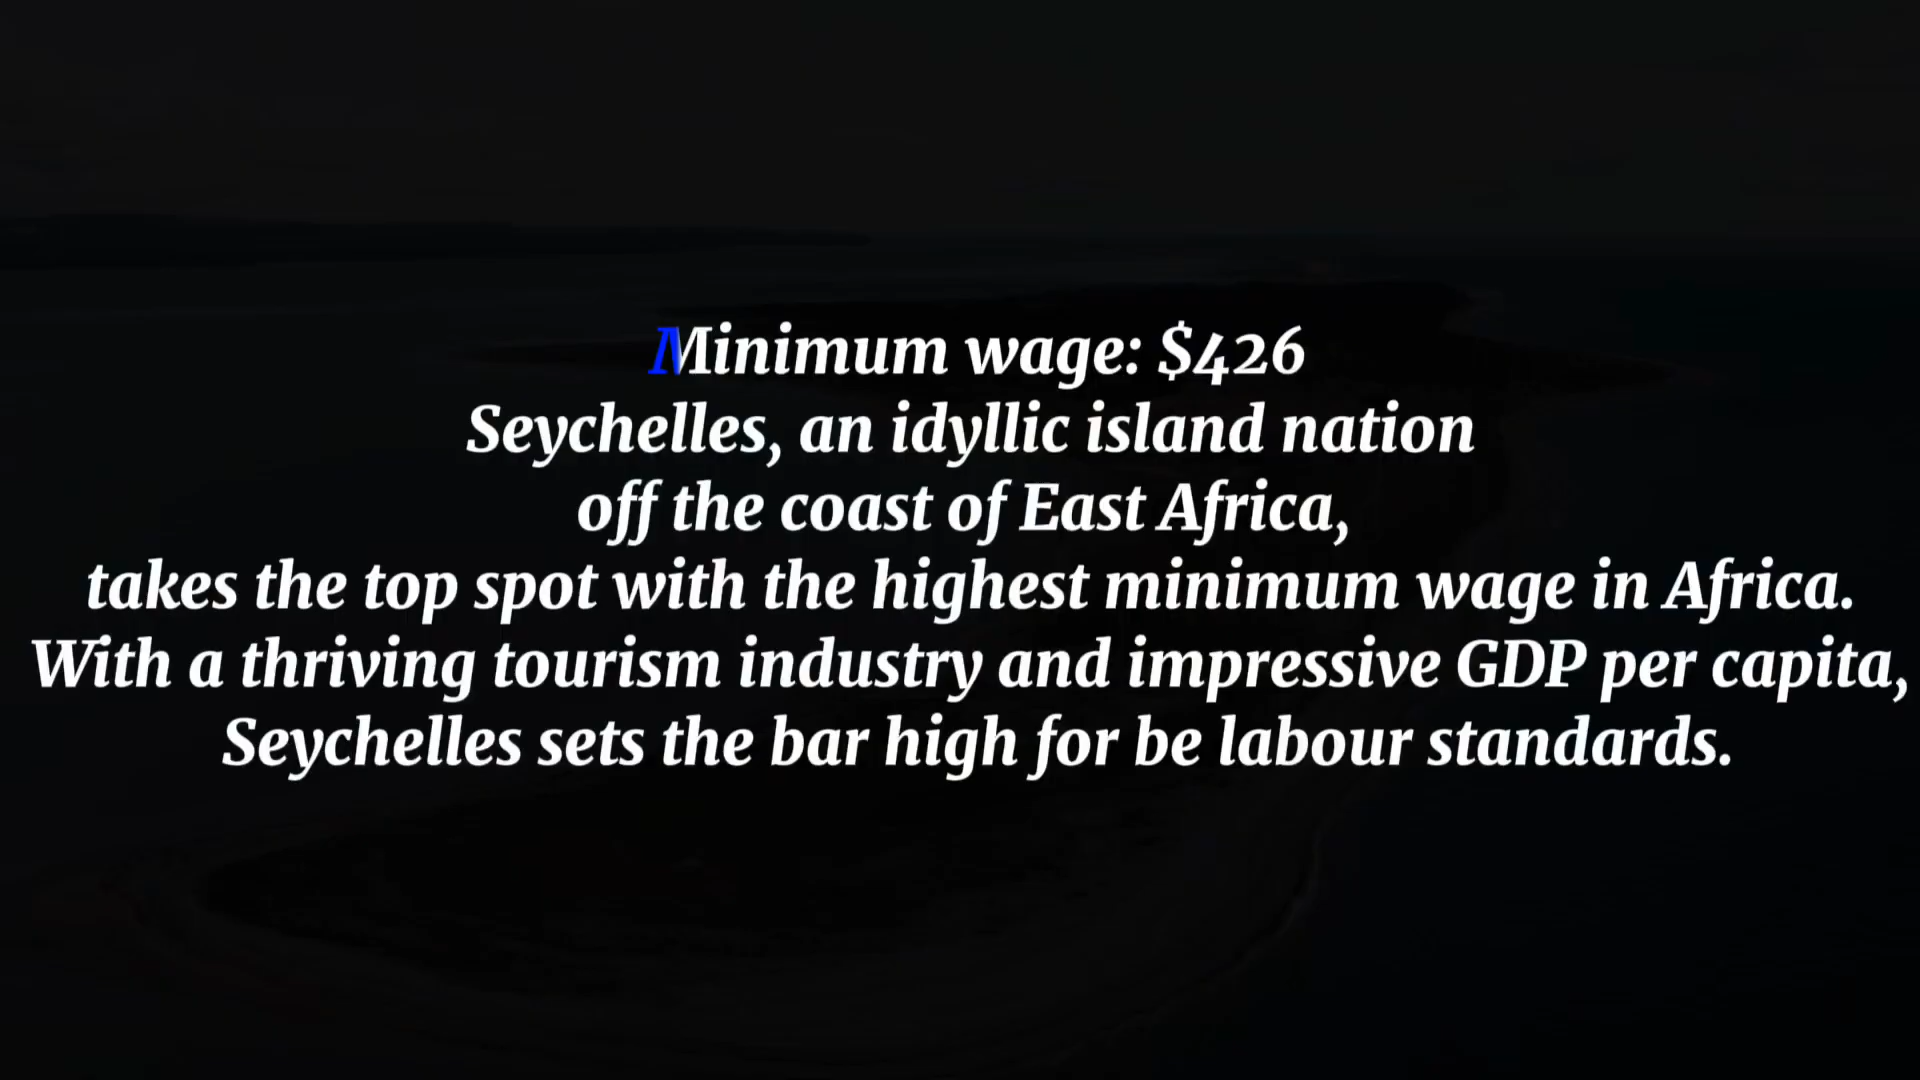 Minimum wage: $426
Seychelles, an idyllic island nation
off the coast of East Africa,
takes the top spot with the highest minimum wage in Africa.
With a thriving tourism industry and impressive GDP per capita,
Seychelles sets the bar high for be labour standards.